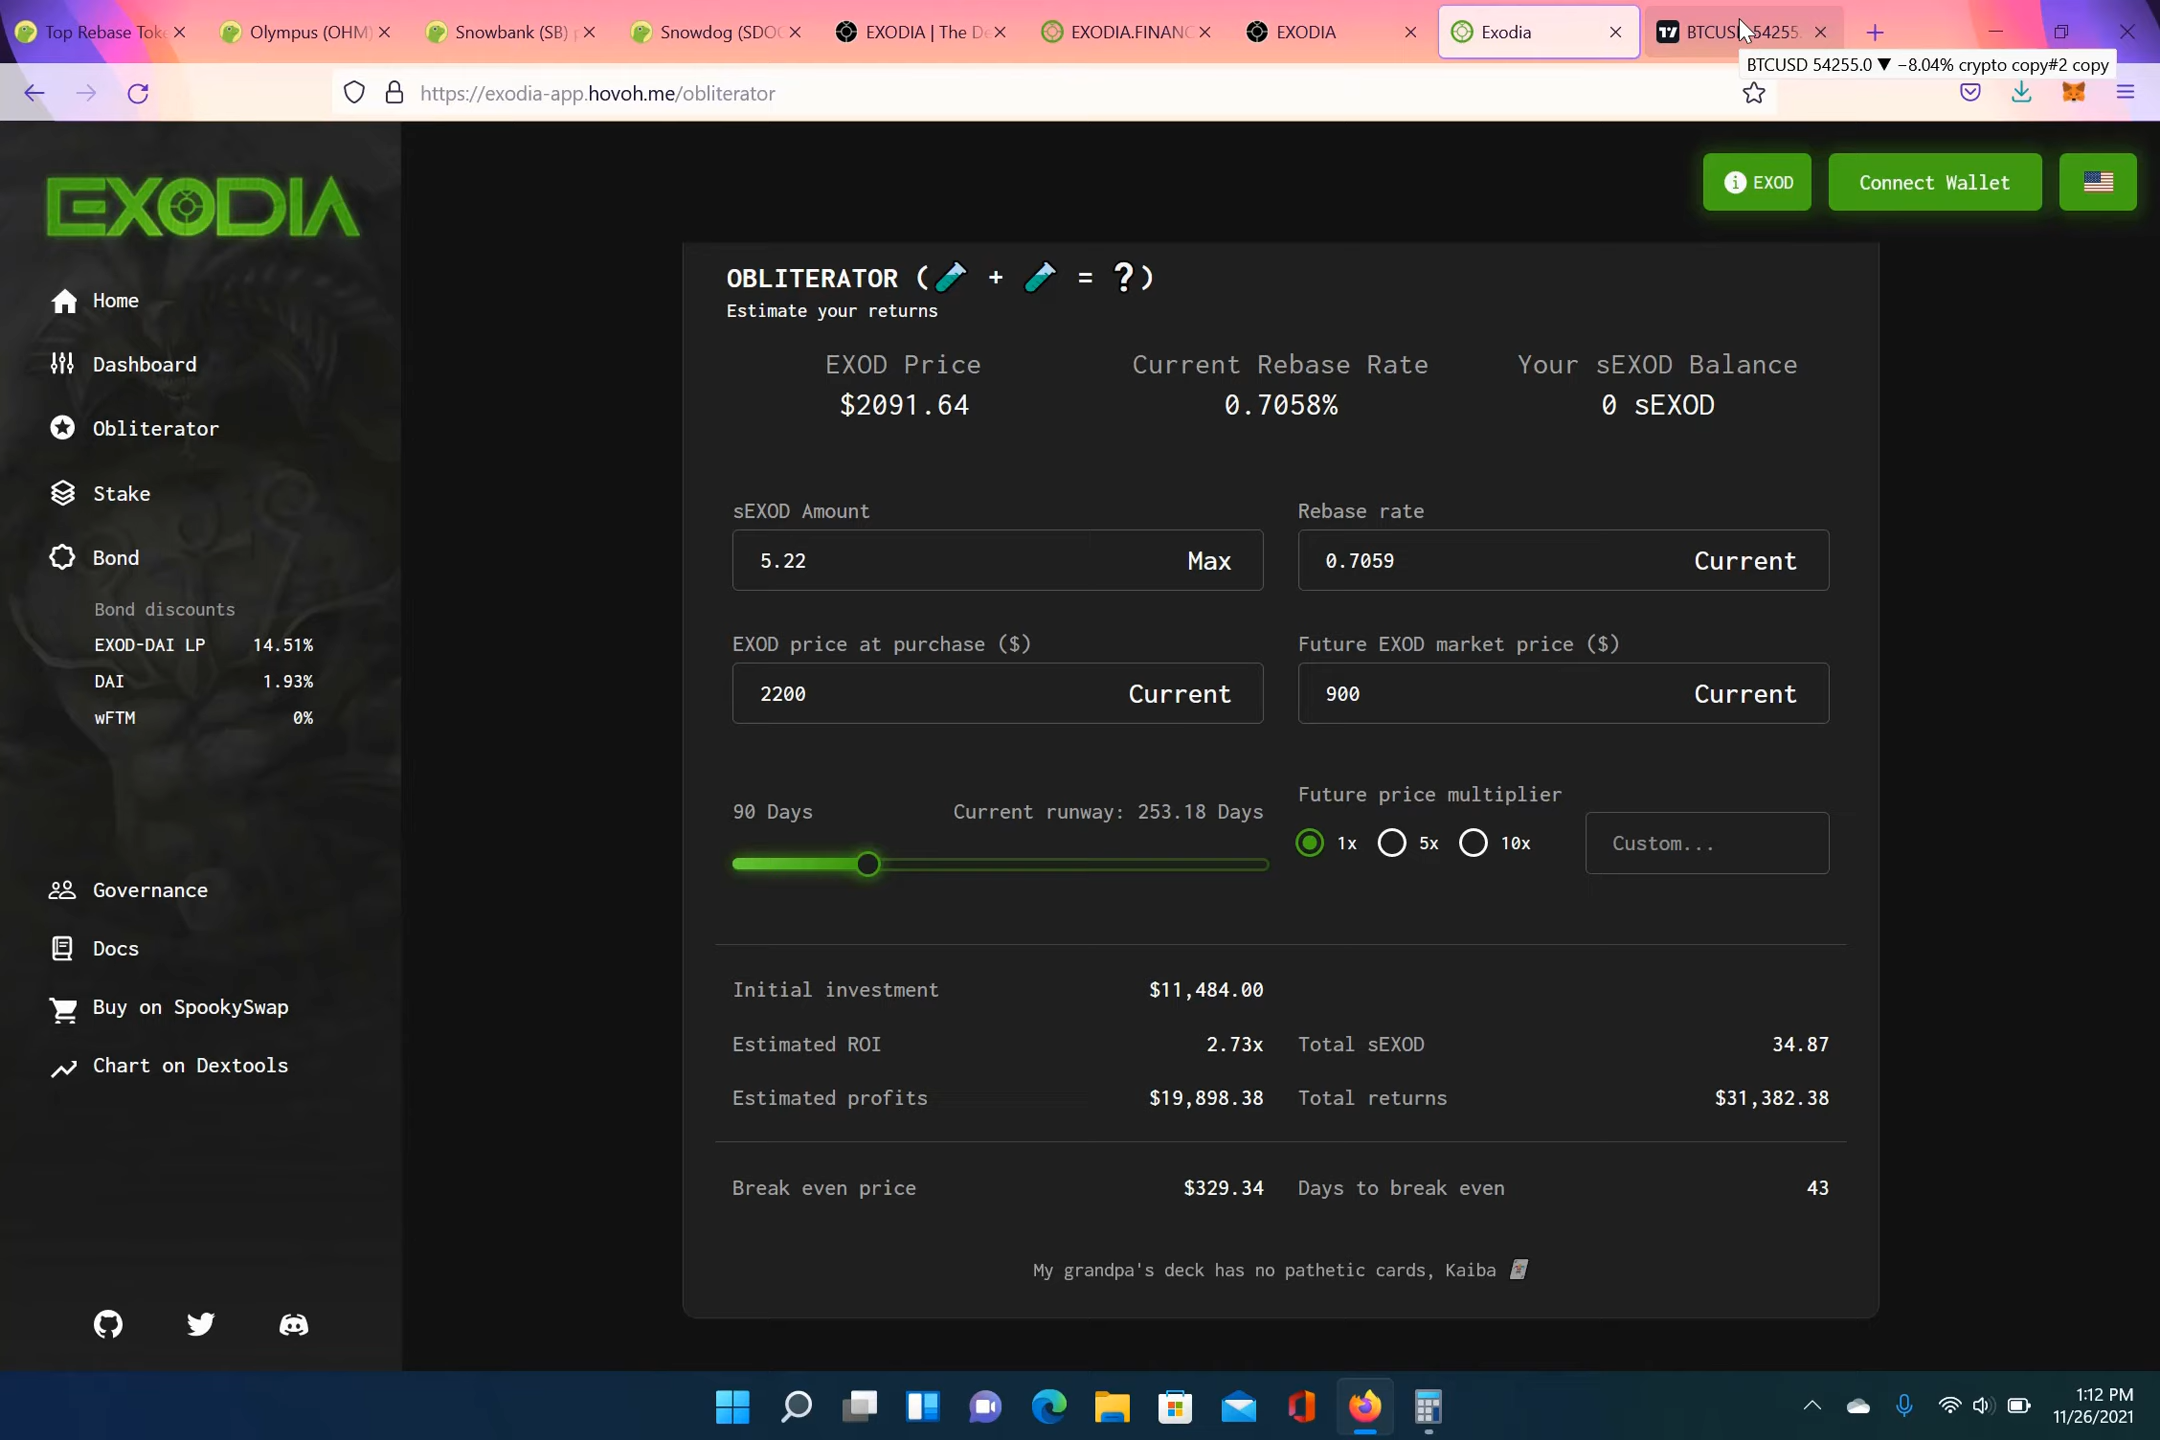 Top Rebase Toke
Olympus (OHM)
Snowbank (SB) p
Snowdog (SDOG
EXODIA | The De
EXODIA.FINANC
EXODIA
Exodia
BTCUSD 54255.
BTCUSD 54255.0 ▼ −8.04% crypto copy#2 copy
https://exodia-app.hovoh.me/obliterator
EXODIA
EXOD
Connect Wallet
Home
Dashboard
Obliterator
Stake
Bond
Bond discounts
EXOD-DAI LP 14.51%
DAI 1.93%
wFTM 0%
Governance
Docs
Buy on SpookySwap
Chart on Dextools
OBLITERATOR (🧪 + 🧪 = ?)
Estimate your returns
EXOD Price Current Rebase Rate Your sEXOD Balance
$2091.64 0.7058% 0 sEXOD
sEXOD Amount Rebase rate
5.22 Max 0.7059 Current
EXOD price at purchase ($) Future EXOD market price ($)
2200 Current 900 Current
Future price multiplier
90 Days Current runway: 253.18 Days
1x 5x 10x Custom...
Initial investment $11,484.00
Estimated ROI 2.73x Total sEXOD 34.87
Estimated profits $19,898.38 Total returns $31,382.38
Break even price $329.34 Days to break even 43
My grandpa's deck has no pathetic cards, Kaiba 🃏
1:12 PM
11/26/2021